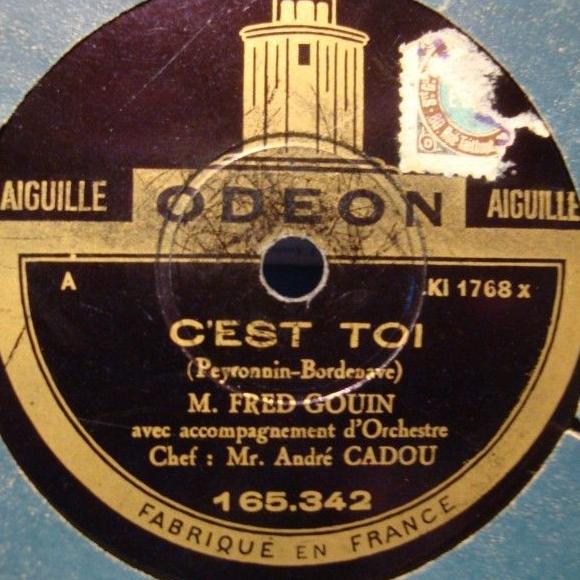 ODEON
AIGUILLE
AIGUILLE
A
KI 1768 x
C'EST TOI
(Peyronnin-Bordenave)
M. FRED GOUIN
avec accompagnement d'Orchestre
Chef : Mr. André CADOU
165.342
FABRIQUÉ EN FRANCE